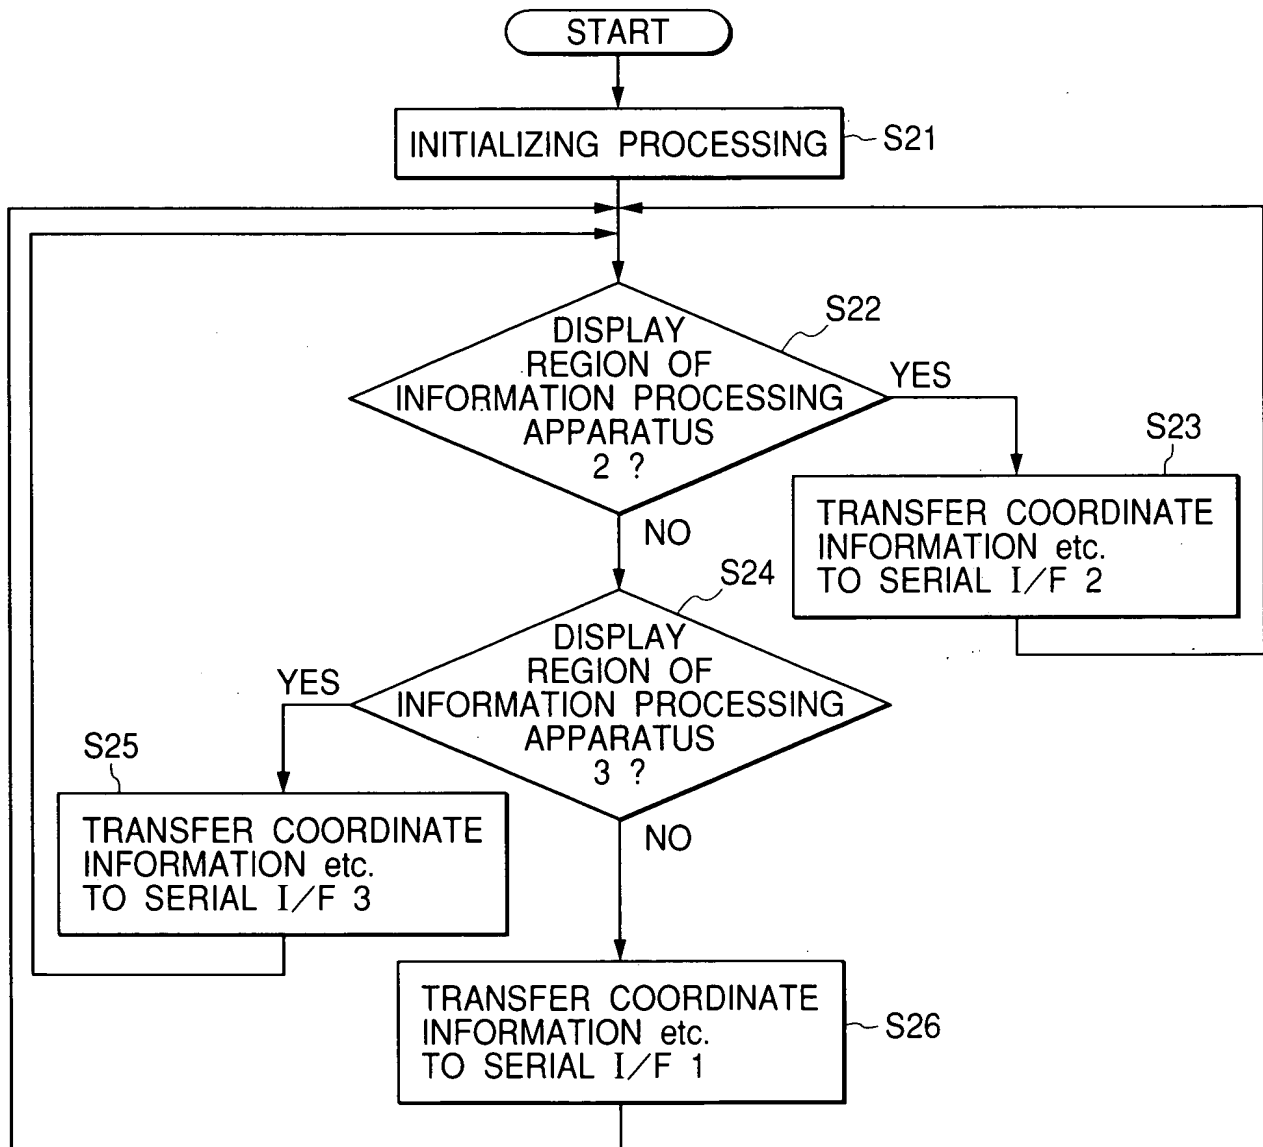 START
INITIALIZING PROCESSING
S21
S22
DISPLAY
REGION OF
INFORMATION PROCESSING
APPARATUS
2 ?
YES
NO
S23
TRANSFER COORDINATE
INFORMATION etc.
TO SERIAL I/F 2
S24
DISPLAY
REGION OF
INFORMATION PROCESSING
APPARATUS
3 ?
YES
NO
S25
TRANSFER COORDINATE
INFORMATION etc.
TO SERIAL I/F 3
TRANSFER COORDINATE
INFORMATION etc.
TO SERIAL I/F 1
S26